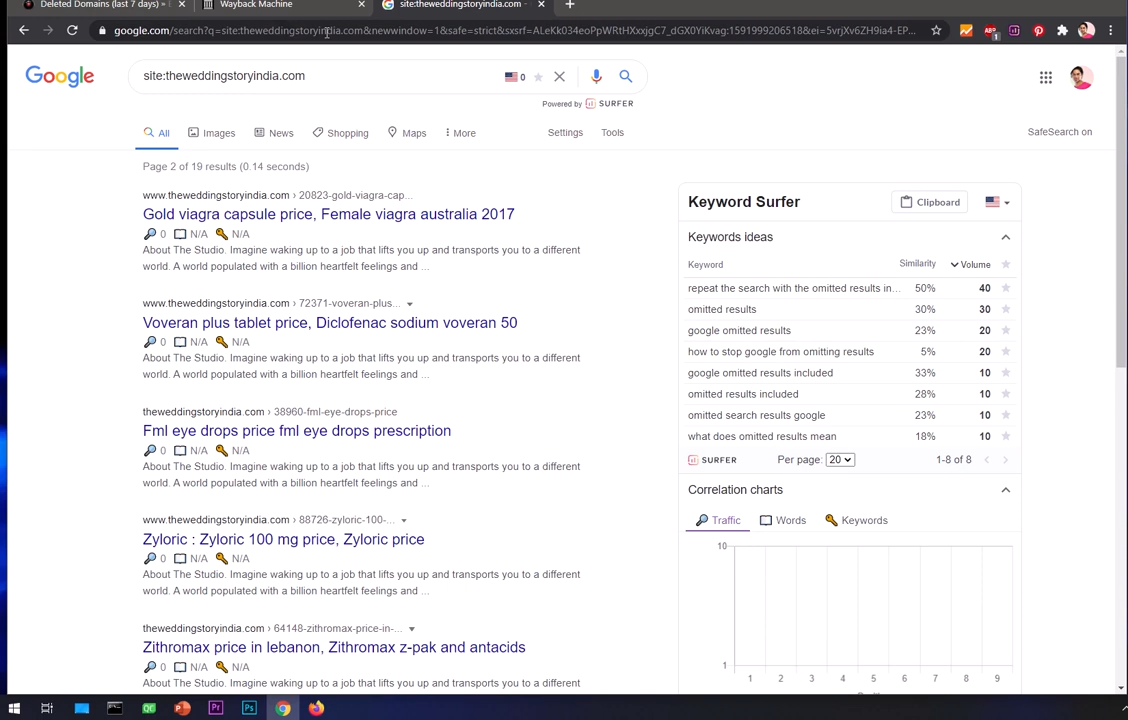 Deleted Domains (last 7 days) »
Wayback Machine
site:theweddingstoryindia.com -
google.com/search?q=site:theweddingstoryindia.com&newwindow=1&safe=strict&sxsrf=ALeKk034eoPpWRtHXxxjgC7_dGX0YiKvag:1591999206518&ei=5vrjXv6ZH9ia4-EP...
Google
site:theweddingstoryindia.com
0
Powered by SURFER
All Images News Shopping Maps More Settings Tools
SafeSearch on
Page 2 of 19 results (0.14 seconds)
www.theweddingstoryindia.com › 20823-gold-viagra-cap...
Gold viagra capsule price, Female viagra australia 2017
0 N/A N/A
About The Studio. Imagine waking up to a job that lifts you up and transports you to a different
world. A world populated with a billion heartfelt feelings and ...
www.theweddingstoryindia.com › 72371-voveran-plus...
Voveran plus tablet price, Diclofenac sodium voveran 50
0 N/A N/A
About The Studio. Imagine waking up to a job that lifts you up and transports you to a different
world. A world populated with a billion heartfelt feelings and ...
theweddingstoryindia.com › 38960-fml-eye-drops-price
Fml eye drops price fml eye drops prescription
0 N/A N/A
About The Studio. Imagine waking up to a job that lifts you up and transports you to a different
world. A world populated with a billion heartfelt feelings and ...
www.theweddingstoryindia.com › 88726-zyloric-100-...
Zyloric : Zyloric 100 mg price, Zyloric price
0 N/A N/A
About The Studio. Imagine waking up to a job that lifts you up and transports you to a different
world. A world populated with a billion heartfelt feelings and ...
theweddingstoryindia.com › 64148-zithromax-price-in-...
Zithromax price in lebanon, Zithromax z-pak and antacids
0 N/A N/A
About The Studio. Imagine waking up to a job that lifts you up and transports you to a different
Keyword Surfer
Clipboard
Keywords ideas
Keyword Similarity Volume
repeat the search with the omitted results in... 50% 40
omitted results 30% 30
google omitted results 23% 20
how to stop google from omitting results 5% 20
google omitted results included 33% 10
omitted results included 28% 10
omitted search results google 23% 10
what does omitted results mean 18% 10
SURFER Per page: 20 1-8 of 8
Correlation charts
Traffic Words Keywords
10
1
1 2 3 4 5 6 7 8 9